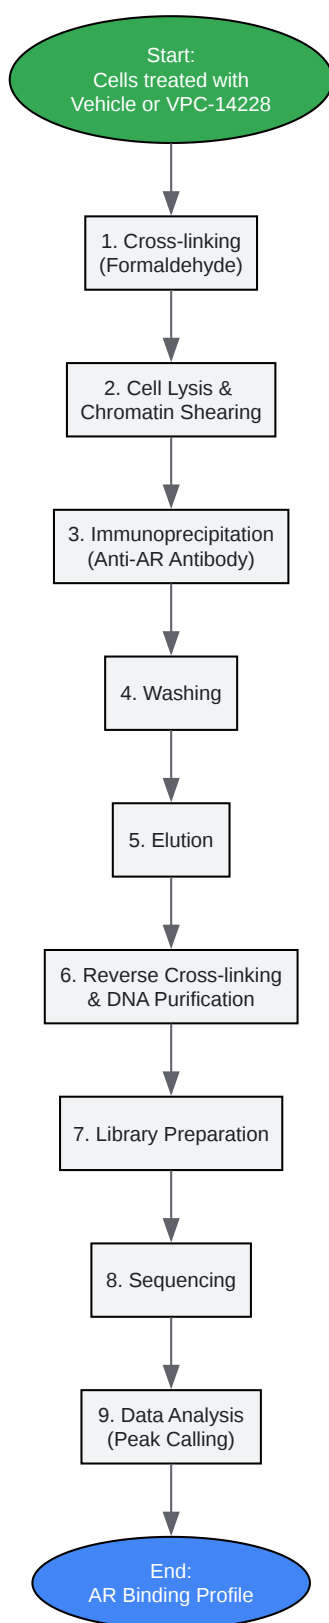 Start:
Cells treated with
Vehicle or VPC-14228
1. Cross-linking
(Formaldehyde)
2. Cell Lysis &
Chromatin Shearing
3. Immunoprecipitation
(Anti-AR Antibody)
4. Washing
5. Elution
6. Reverse Cross-linking
& DNA Purification
7. Library Preparation
8. Sequencing
9. Data Analysis
(Peak Calling)
End:
AR Binding Profile